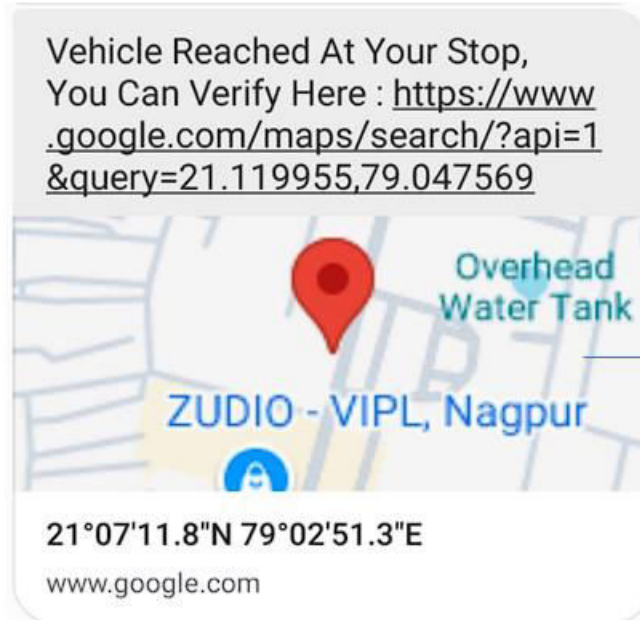 Vehicle Reached At Your Stop,
You Can Verify Here : https://www
.google.com/maps/search/?api=1
&query=21.119955,79.047569
Overhead
Water Tank
ZUDIO - VIPL, Nagpur
21°07'11.8"N 79°02'51.3"E
www.google.com